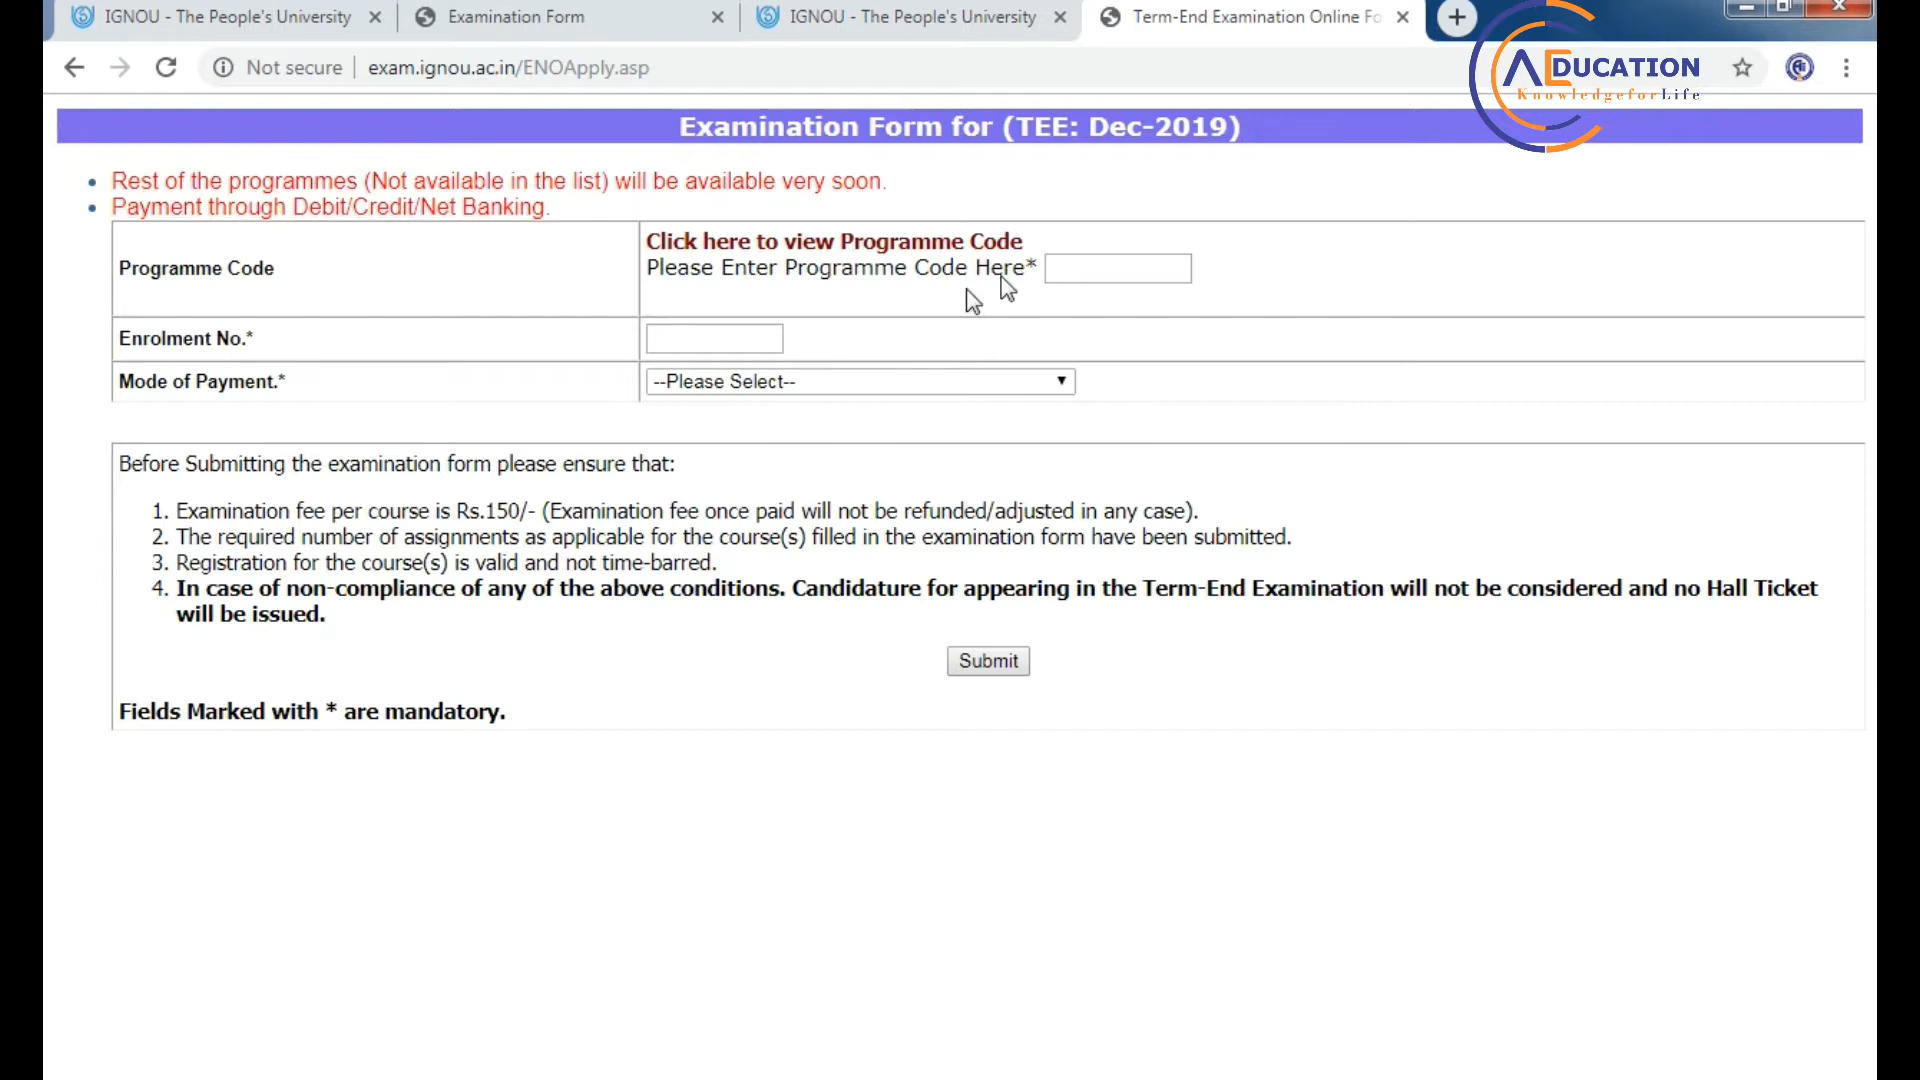 IGNOU - The People's University
Examination Form
IGNOU - The People's University
Term-End Examination Online Fo
Not secure
exam.ignou.ac.in/ENOApply.asp
AEDUCATION
KnowledgeforLife
Examination Form for (TEE: Dec-2019)
Rest of the programmes (Not available in the list) will be available very soon.
Payment through Debit/Credit/Net Banking.
Programme Code
Click here to view Programme Code
Please Enter Programme Code Here*
Enrolment No.*
Mode of Payment.*
--Please Select--
Before Submitting the examination form please ensure that:
1. Examination fee per course is Rs.150/- (Examination fee once paid will not be refunded/adjusted in any case).
2. The required number of assignments as applicable for the course(s) filled in the examination form have been submitted.
3. Registration for the course(s) is valid and not time-barred.
4. In case of non-compliance of any of the above conditions. Candidature for appearing in the Term-End Examination will not be considered and no Hall Ticket
will be issued.
Submit
Fields Marked with * are mandatory.